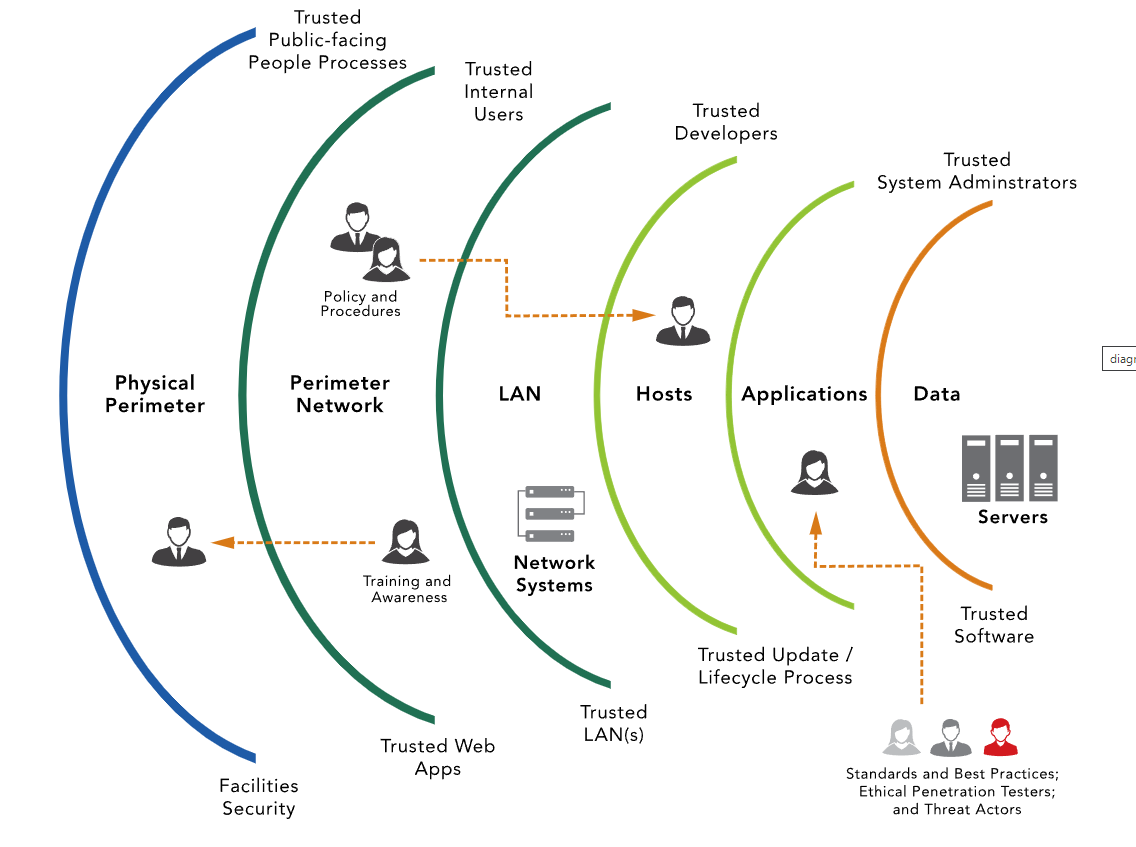 Trusted
Public-facing
People Processes
Trusted
Internal
Users
Trusted
Developers
Trusted
System Adminstrators
Policy and
Procedures
Physical
Perimeter
Perimeter
Network
LAN
Hosts
Applications
Data
Servers
Network
Systems
Training and
Awareness
Trusted
Software
Trusted Update /
Lifecycle Process
Trusted
LAN(s)
Trusted Web
Apps
Facilities
Security
Standards and Best Practices;
Ethical Penetration Testers;
and Threat Actors